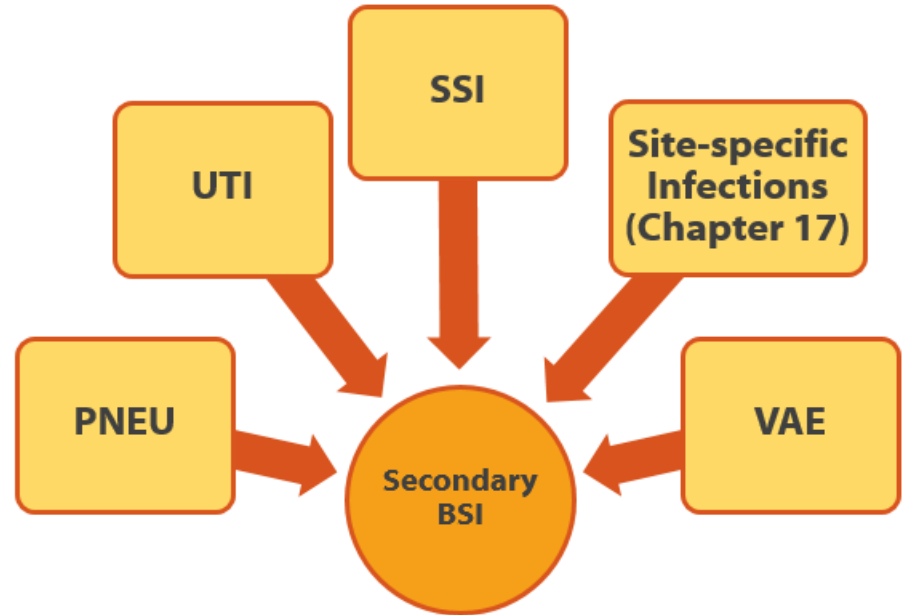 SSI
UTI
Site-specific
Infections
(Chapter 17)
PNEU
VAE
Secondary
BSI